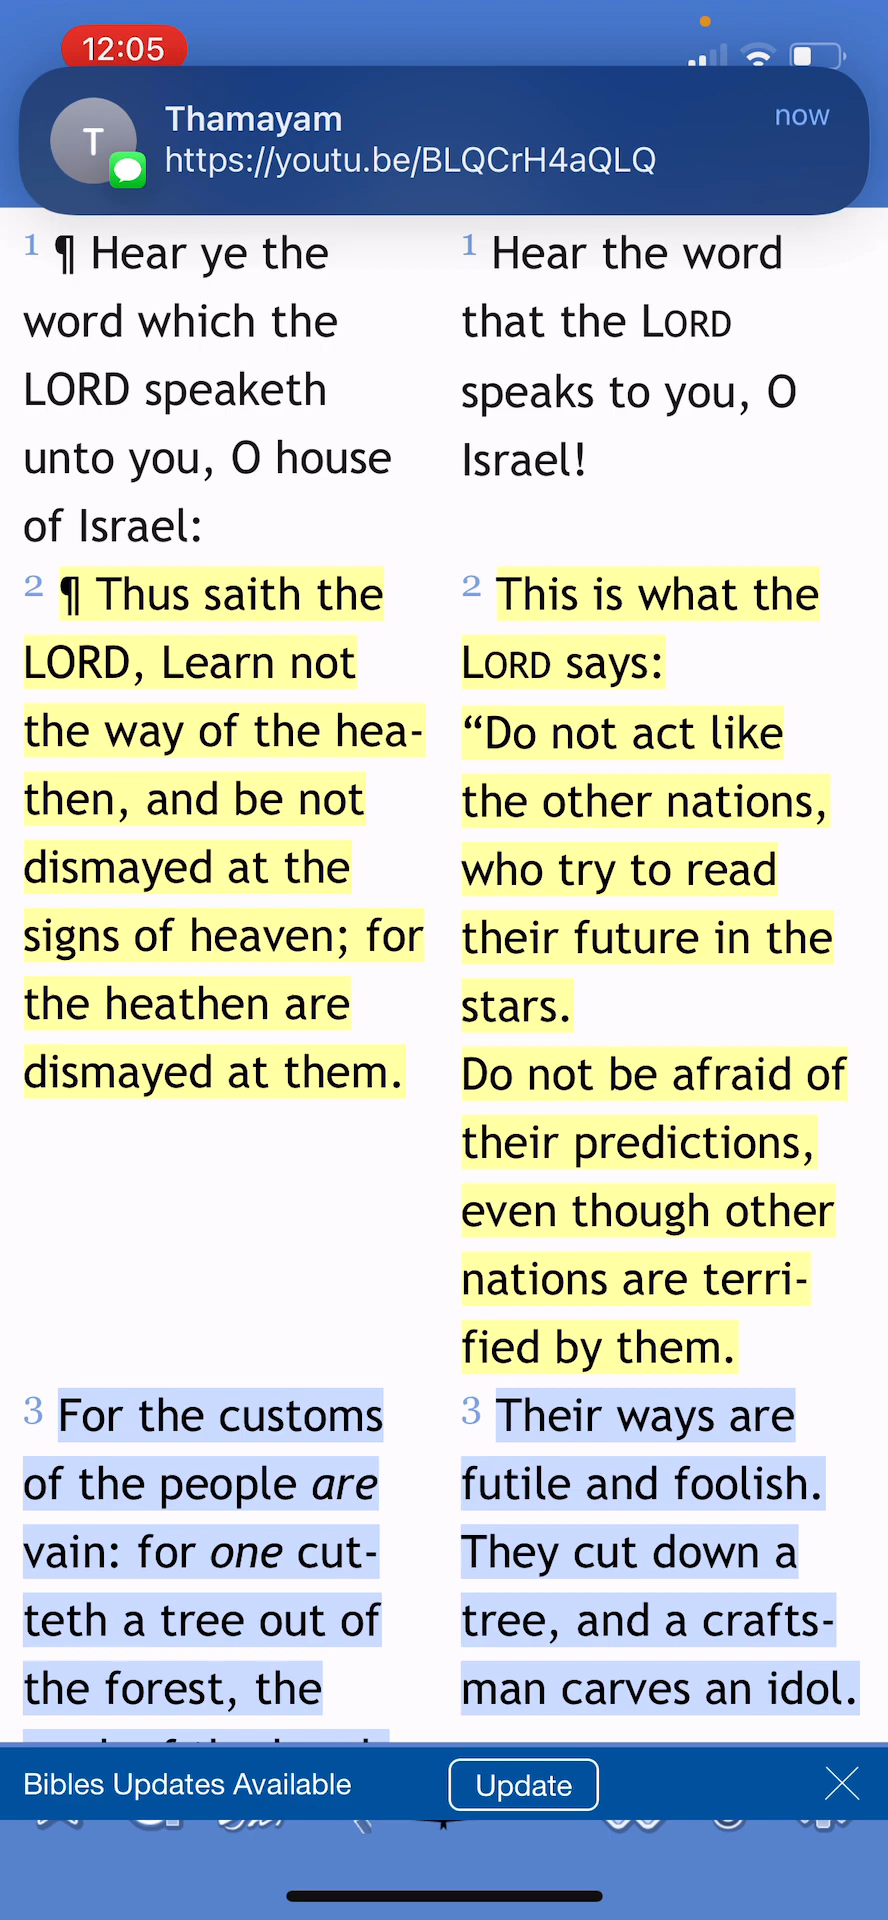 12:05
Thamayam
now
T
https://youtu.be/BLQCrH4aQLQ
1 ¶ Hear ye the
word which the
LORD speaketh
unto you, O house
of Israel:
2 ¶ Thus saith the
LORD, Learn not
the way of the hea-
then, and be not
dismayed at the
signs of heaven; for
the heathen are
dismayed at them.
3 For the customs
of the people are
vain: for one cut-
teth a tree out of
the forest, the
1 Hear the word
that the LORD
speaks to you, O
Israel!
2 This is what the
LORD says:
“Do not act like
the other nations,
who try to read
their future in the
stars.
Do not be afraid of
their predictions,
even though other
nations are terri-
fied by them.
3 Their ways are
futile and foolish.
They cut down a
tree, and a crafts-
man carves an idol.
Bibles Updates Available
Update